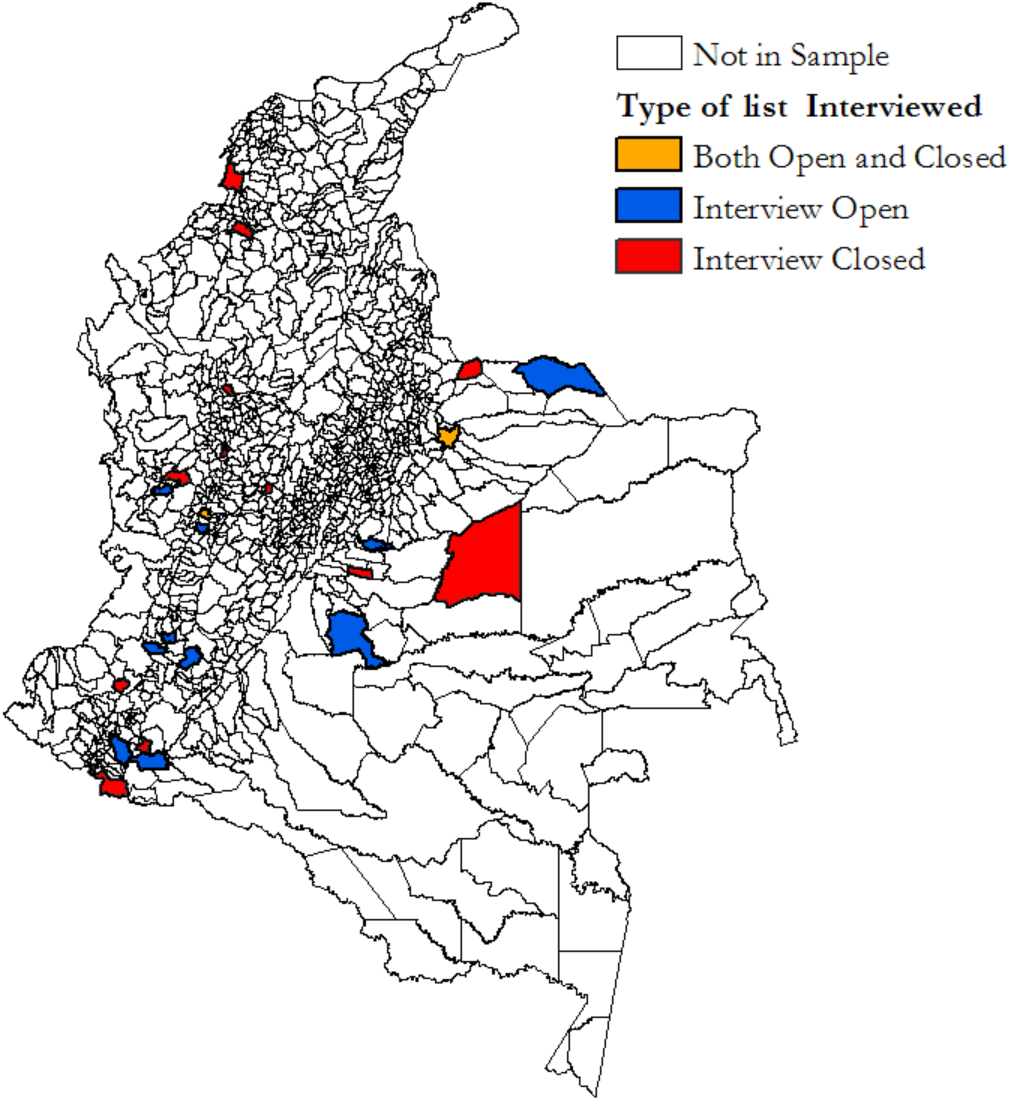 Not in Sample
Type of list Interviewed
Both Open and Closed
Interview Open
Interview Closed